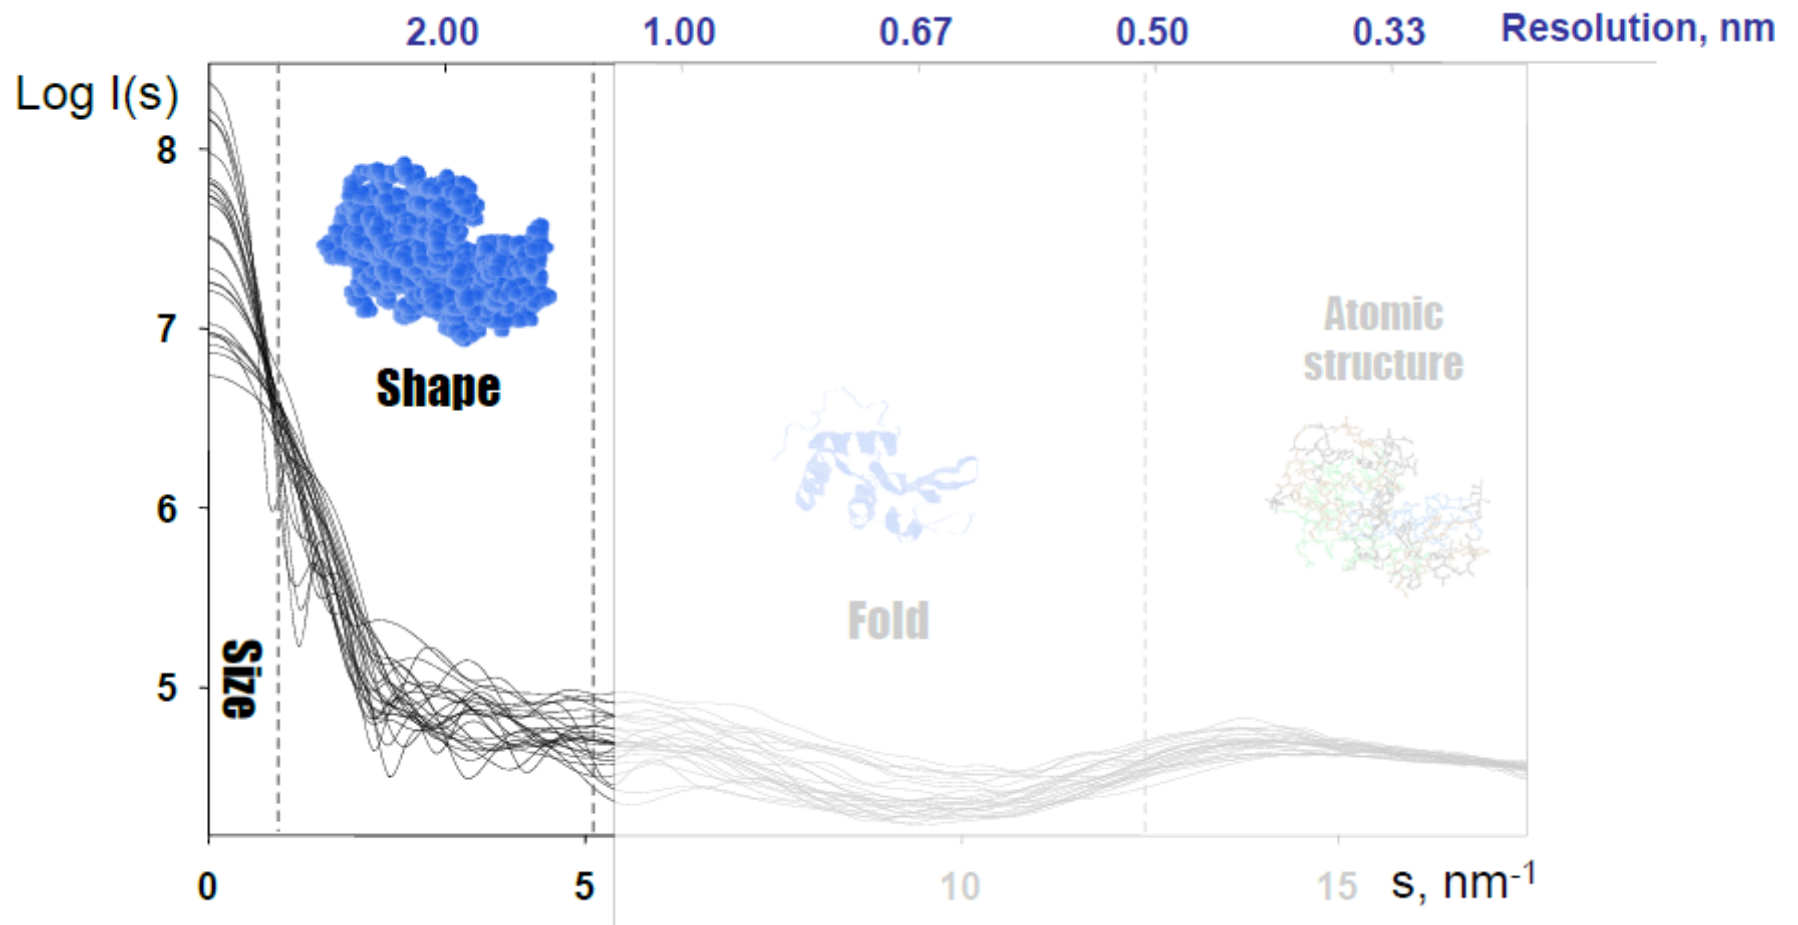 2.00 1.00 0.67 0.50 0.33 Resolution, nm
Log I(s)
8
7
6
5
Size
Shape
Fold
Atomic
structure
0 5 10 15 s, nm⁻¹